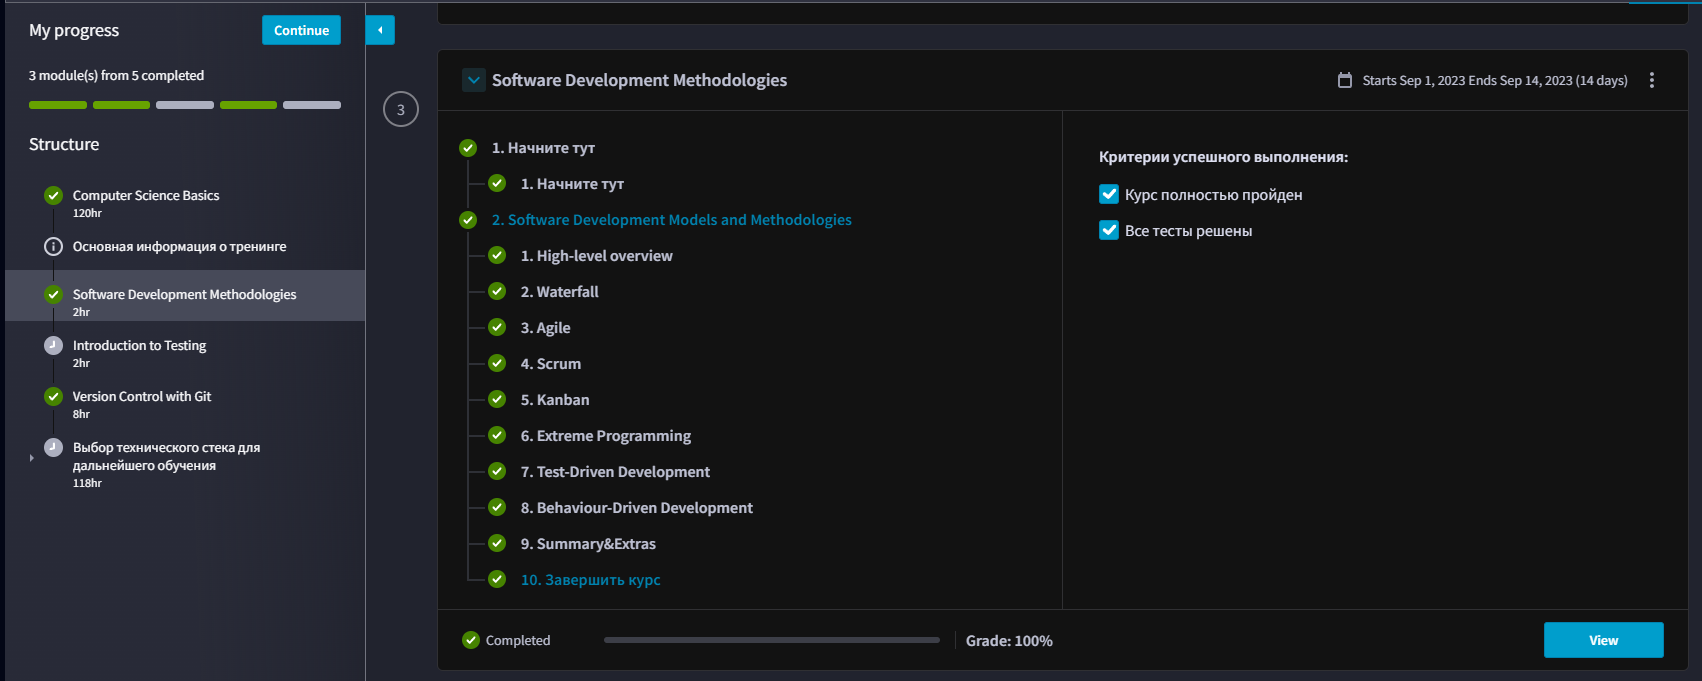 My progress
Continue
3 module(s) from 5 completed
Structure
Computer Science Basics
120hr
Основная информация о тренинге
Software Development Methodologies
2hr
Introduction to Testing
2hr
Version Control with Git
8hr
Выбор технического стека для
дальнейшего обучения
118hr
3
Software Development Methodologies
Starts Sep 1, 2023 Ends Sep 14, 2023 (14 days)
1. Начните тут
1. Начните тут
2. Software Development Models and Methodologies
1. High-level overview
2. Waterfall
3. Agile
4. Scrum
5. Kanban
6. Extreme Programming
7. Test-Driven Development
8. Behaviour-Driven Development
9. Summary&Extras
10. Завершить курс
Критерии успешного выполнения:
Курс полностью пройден
Все тесты решены
Completed
Grade: 100%
View